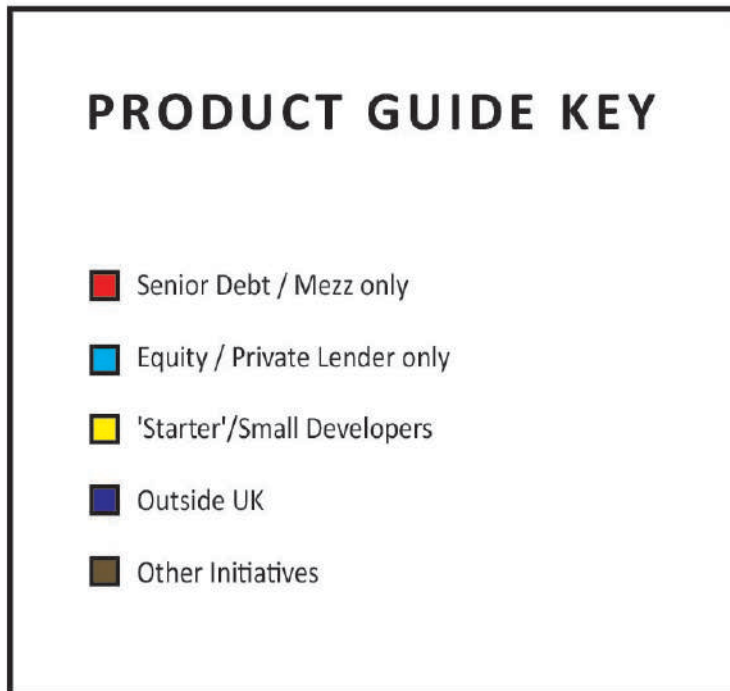 PRODUCT GUIDE KEY
Senior Debt / Mezz only
Equity / Private Lender only
'Starter'/Small Developers
Outside UK
Other Initiatives